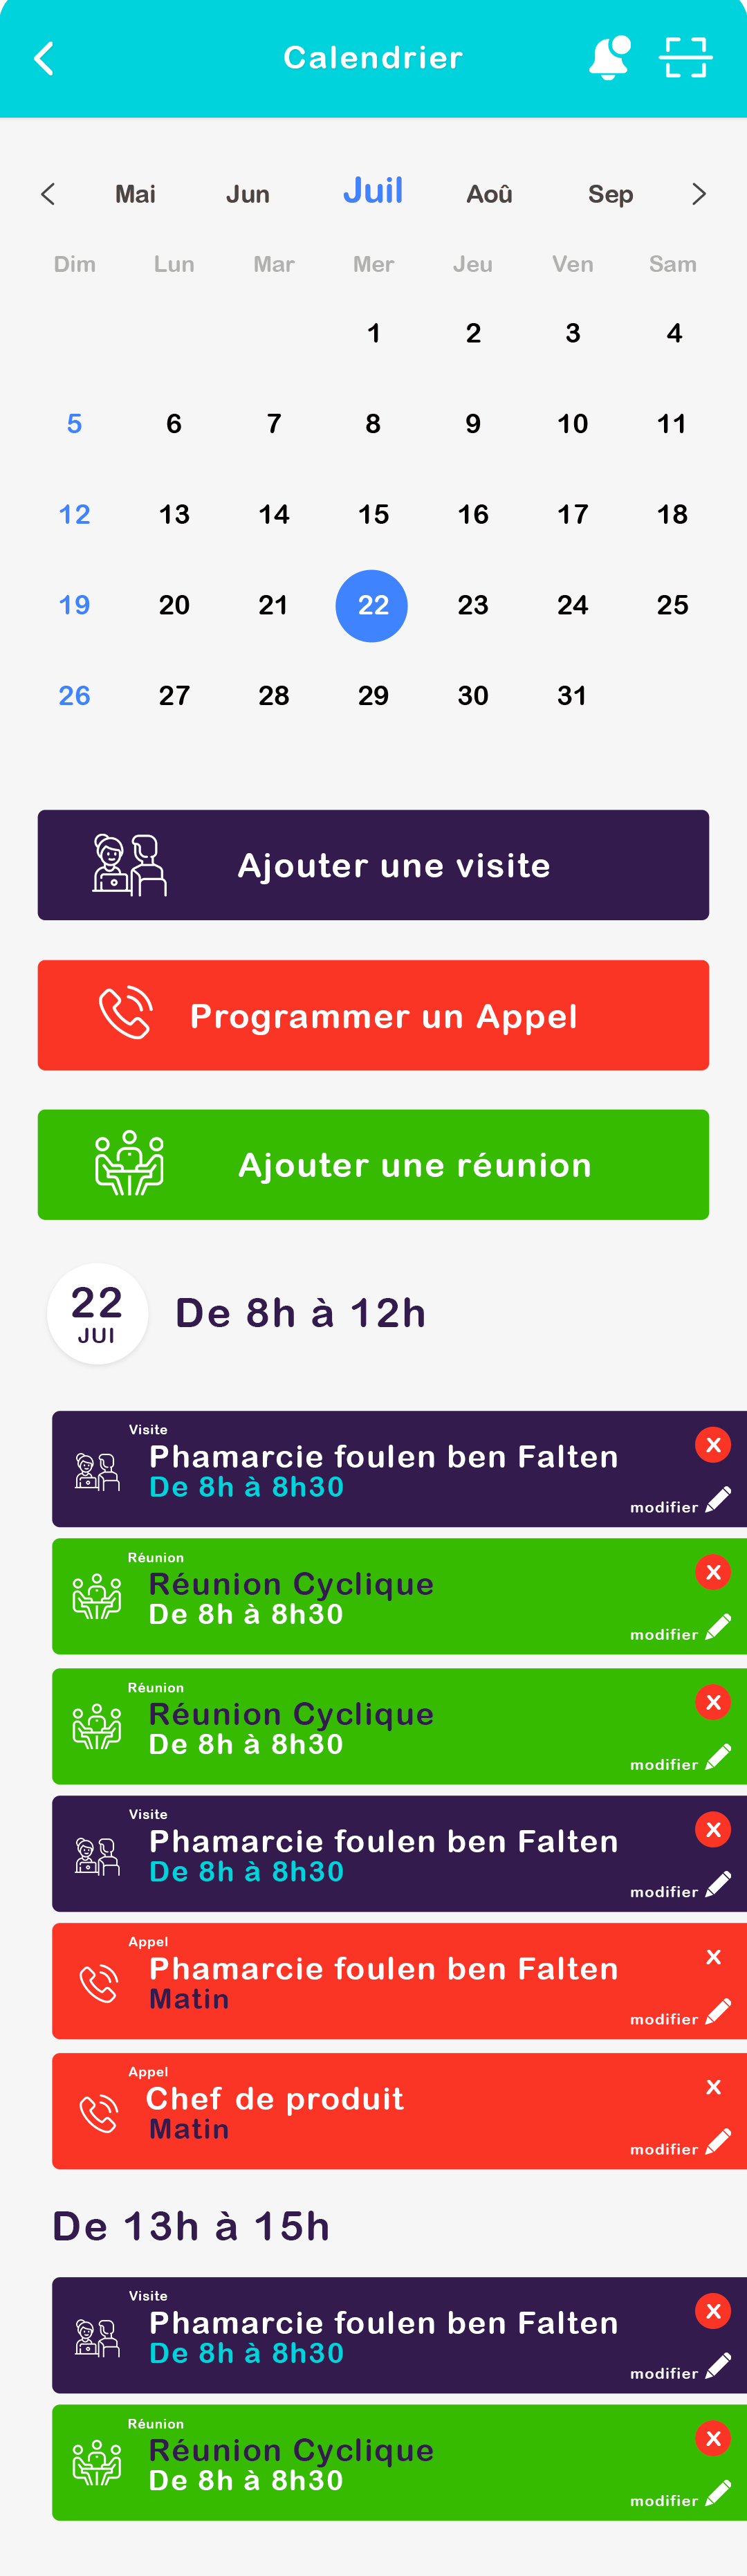 Calendrier
Mai Jun Juil Aoû Sep
Dim Lun Mar Mer Jeu Ven Sam
1 2 3 4
5 6 7 8 9 10 11
12 13 14 15 16 17 18
19 20 21 22 23 24 25
26 27 28 29 30 31
Ajouter une visite
Programmer un Appel
Ajouter une réunion
22
JUI
De 8h à 12h
Visite
Phamarcie foulen ben Falten
De 8h à 8h30
modifier
Réunion
Réunion Cyclique
De 8h à 8h30
modifier
Réunion
Réunion Cyclique
De 8h à 8h30
modifier
Visite
Phamarcie foulen ben Falten
De 8h à 8h30
modifier
Appel
Phamarcie foulen ben Falten
Matin
modifier
Appel
Chef de produit
Matin
modifier
De 13h à 15h
Visite
Phamarcie foulen ben Falten
De 8h à 8h30
modifier
Réunion
Réunion Cyclique
De 8h à 8h30
modifier